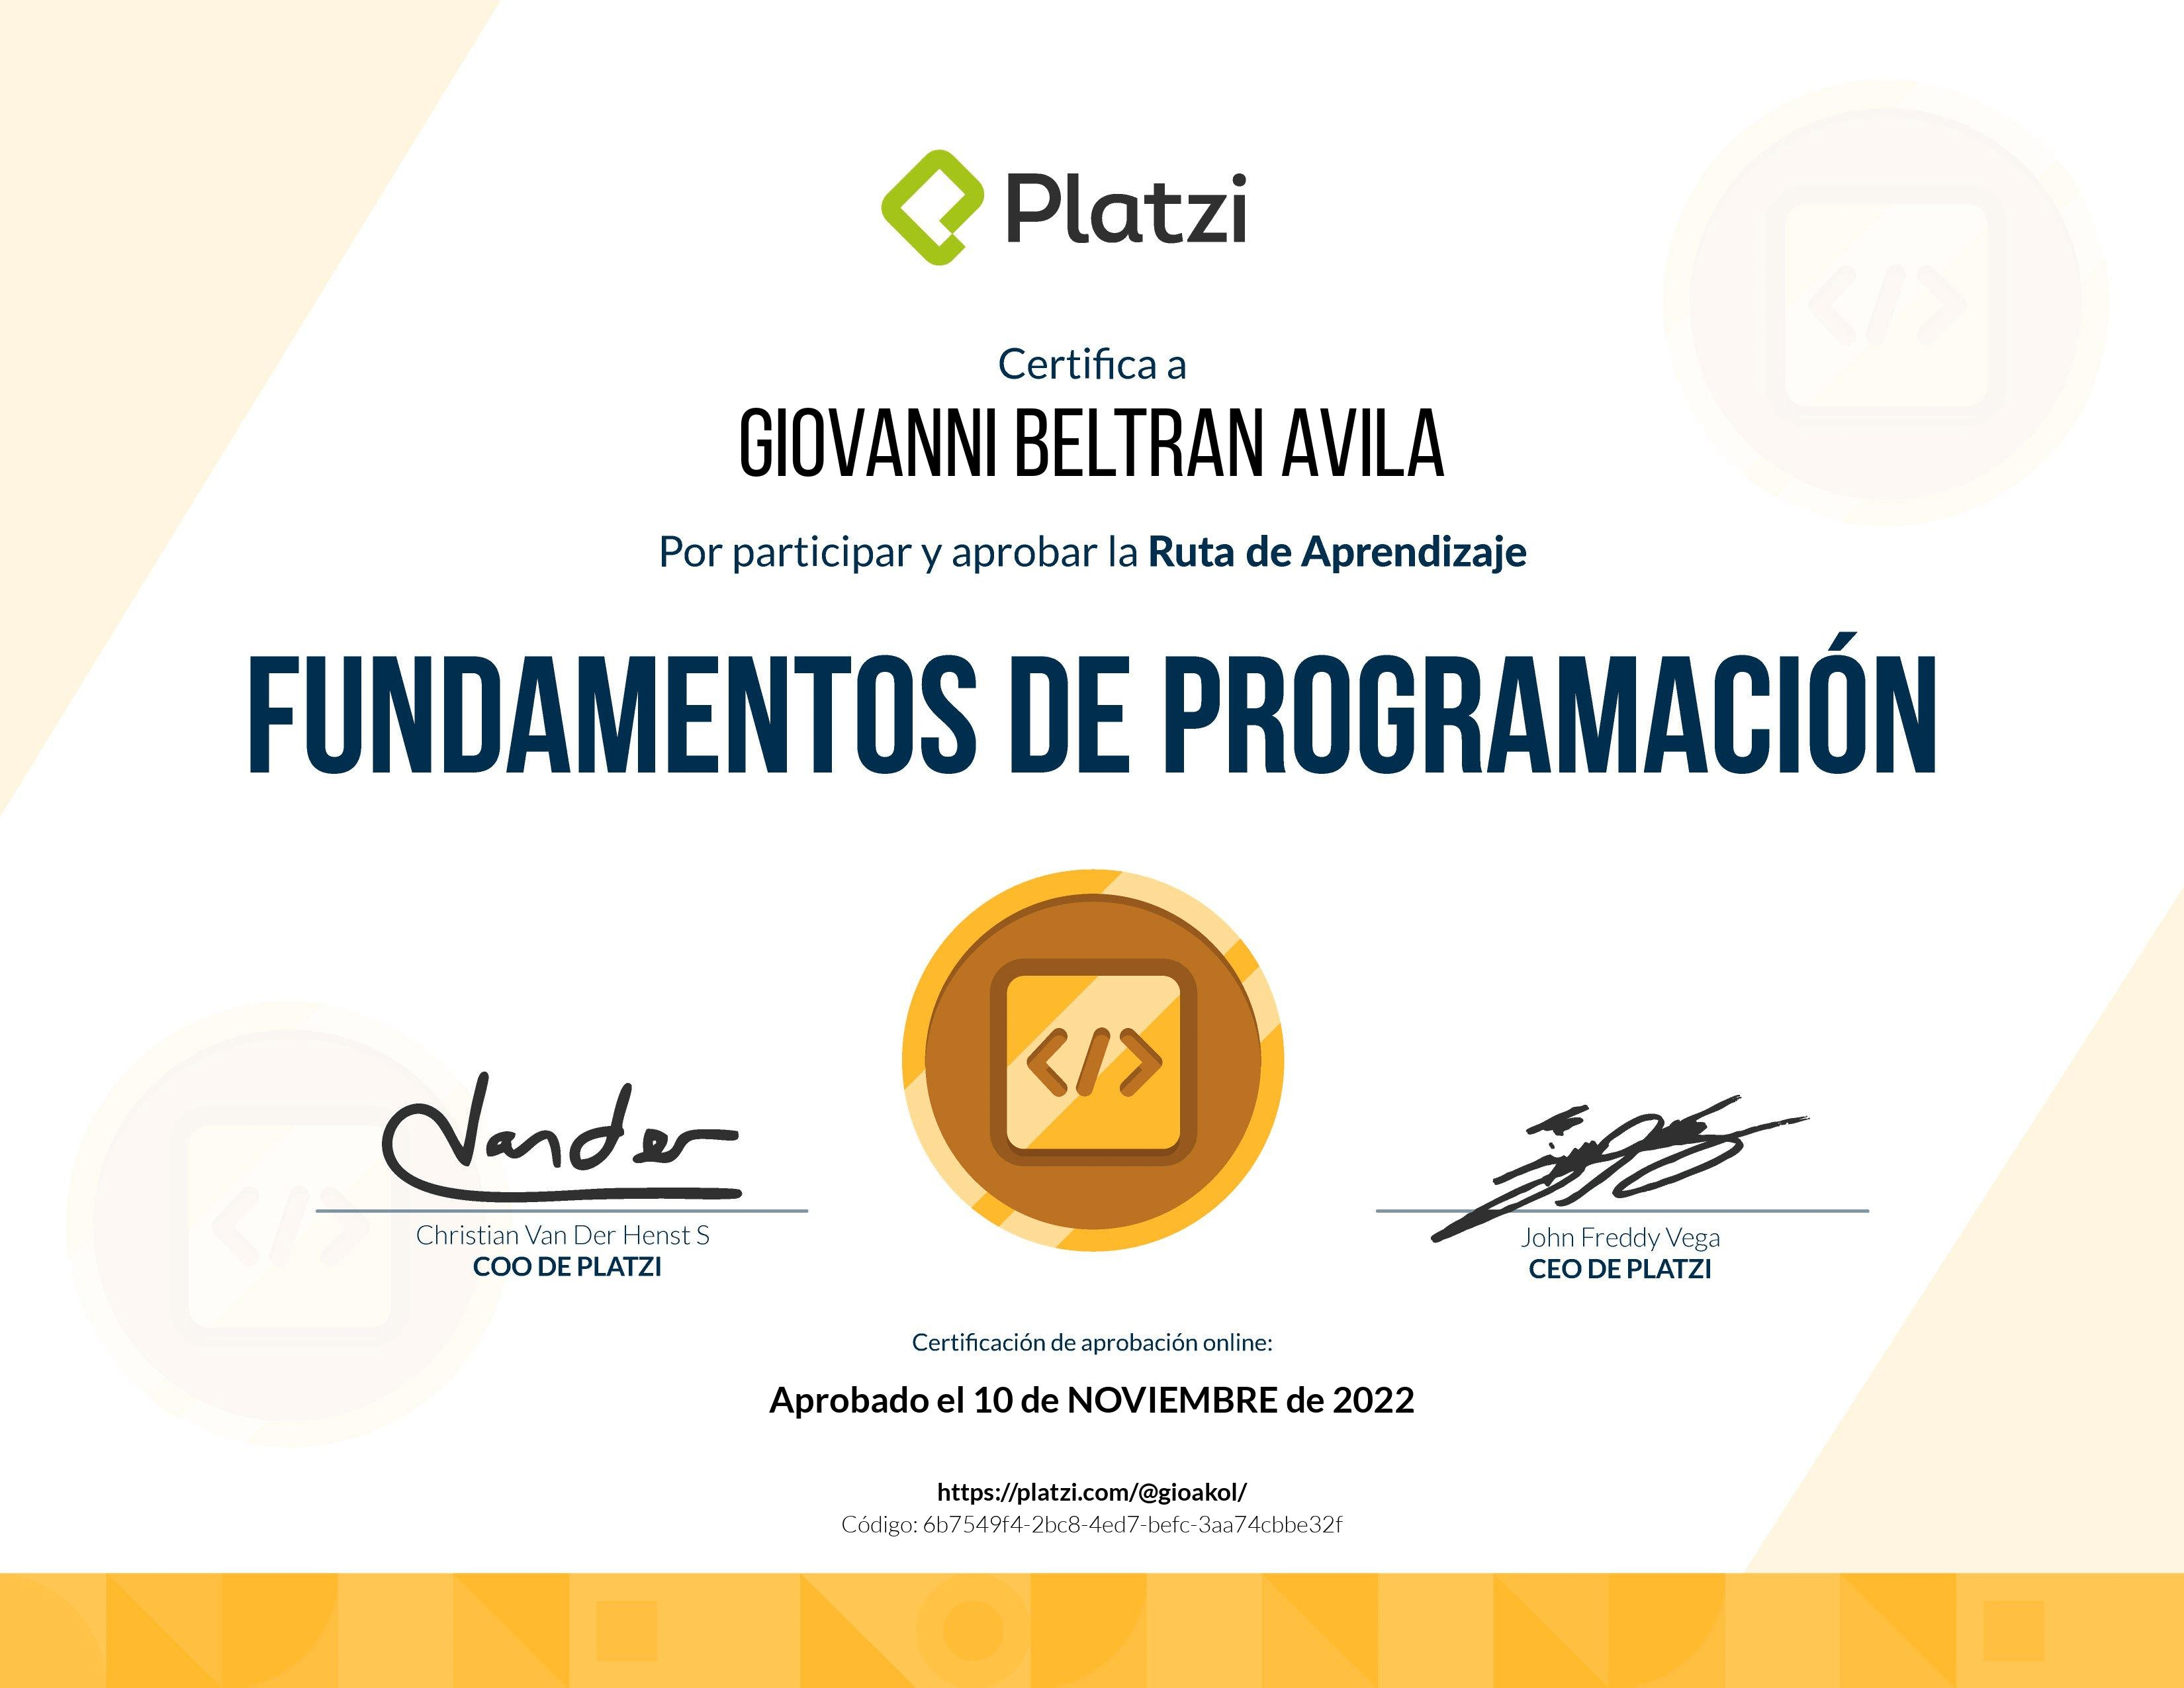 Platzi
Certifica a
GIOVANNI BELTRAN AVILA
Por participar y aprobar la Ruta de Aprendizaje
FUNDAMENTOS DE PROGRAMACIÓN
</>
</>
</>
Vander
Christian Van Der Henst S
COO DE PLATZI
John Freddy Vega
CEO DE PLATZI
Certificación de aprobación online:
Aprobado el 10 de NOVIEMBRE de 2022
https://platzi.com/@gioakol/
Código: 6b7549f4-2bc8-4ed7-befc-3aa74cbbe32f